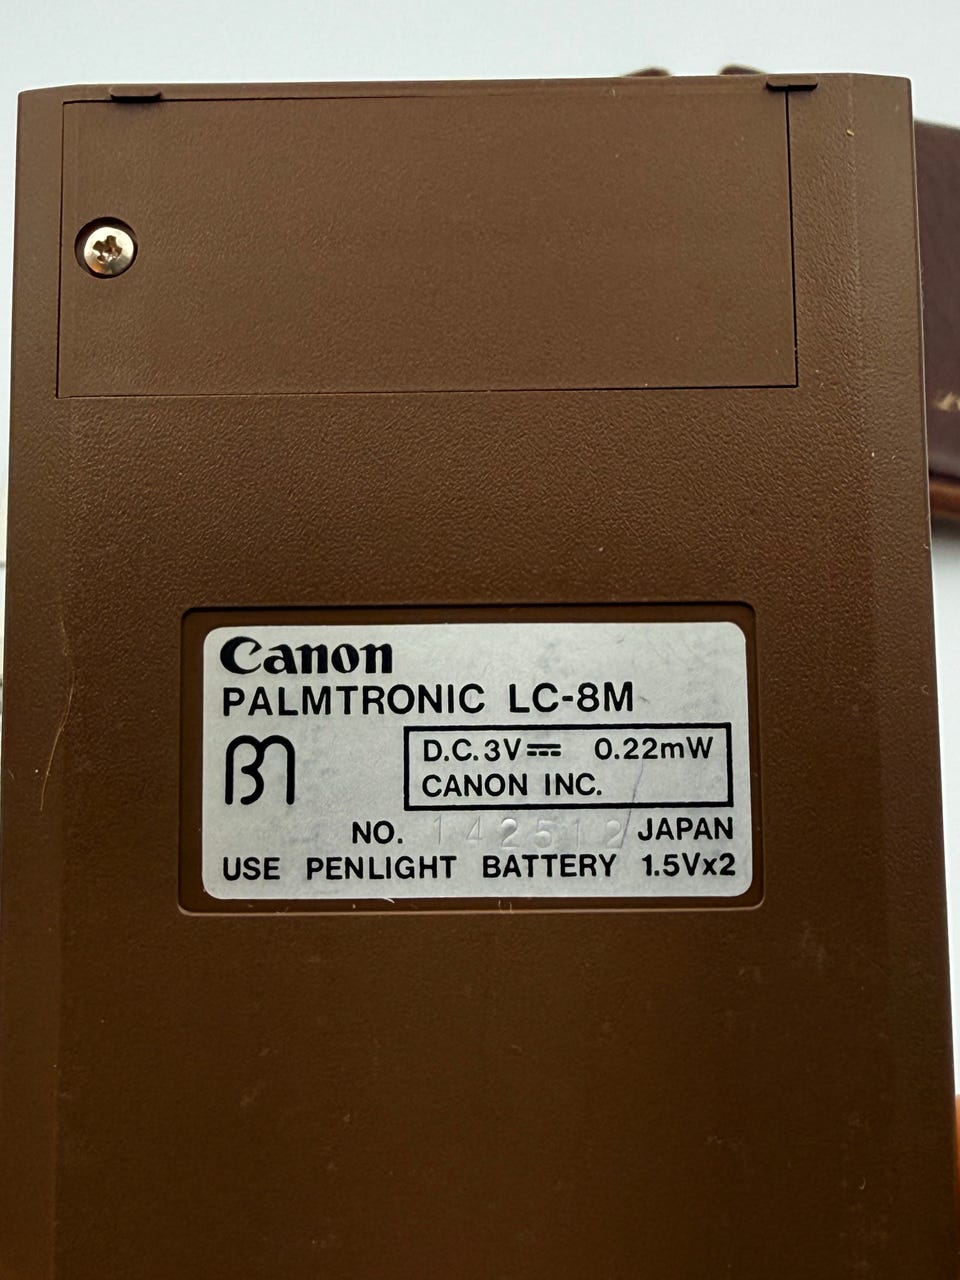 Canon
PALMTRONIC LC-8M
D.C. 3V 0.22mW
CANON INC.
NO. 142512 JAPAN
USE PENLIGHT BATTERY 1.5Vx2